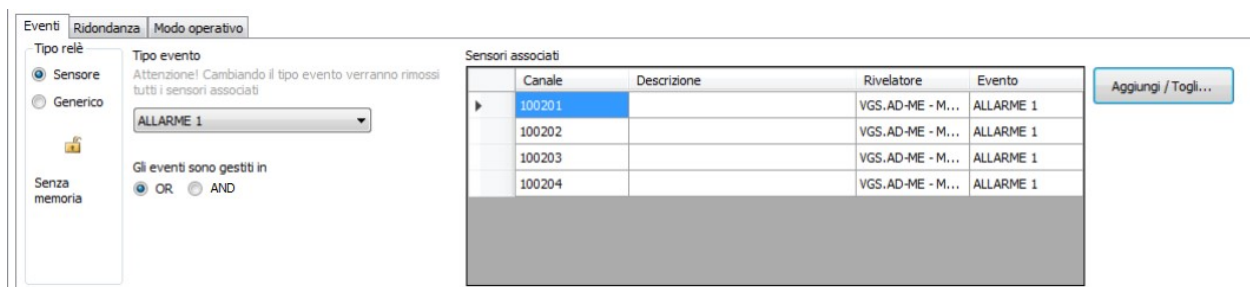 Eventi Ridondanza Modo operativo
Tipo relè
Sensore
Generico
Senza
memoria
Tipo evento
Attenzione! Cambiando il tipo evento verranno rimossi
tutti i sensori associati
ALLARME 1
Gli eventi sono gestiti in
OR AND
Sensori associati
Canale Descrizione Rivelatore Evento
100201 VGS.AD-ME - M... ALLARME 1
100202 VGS.AD-ME - M... ALLARME 1
100203 VGS.AD-ME - M... ALLARME 1
100204 VGS.AD-ME - M... ALLARME 1
Aggiungi / Togli...